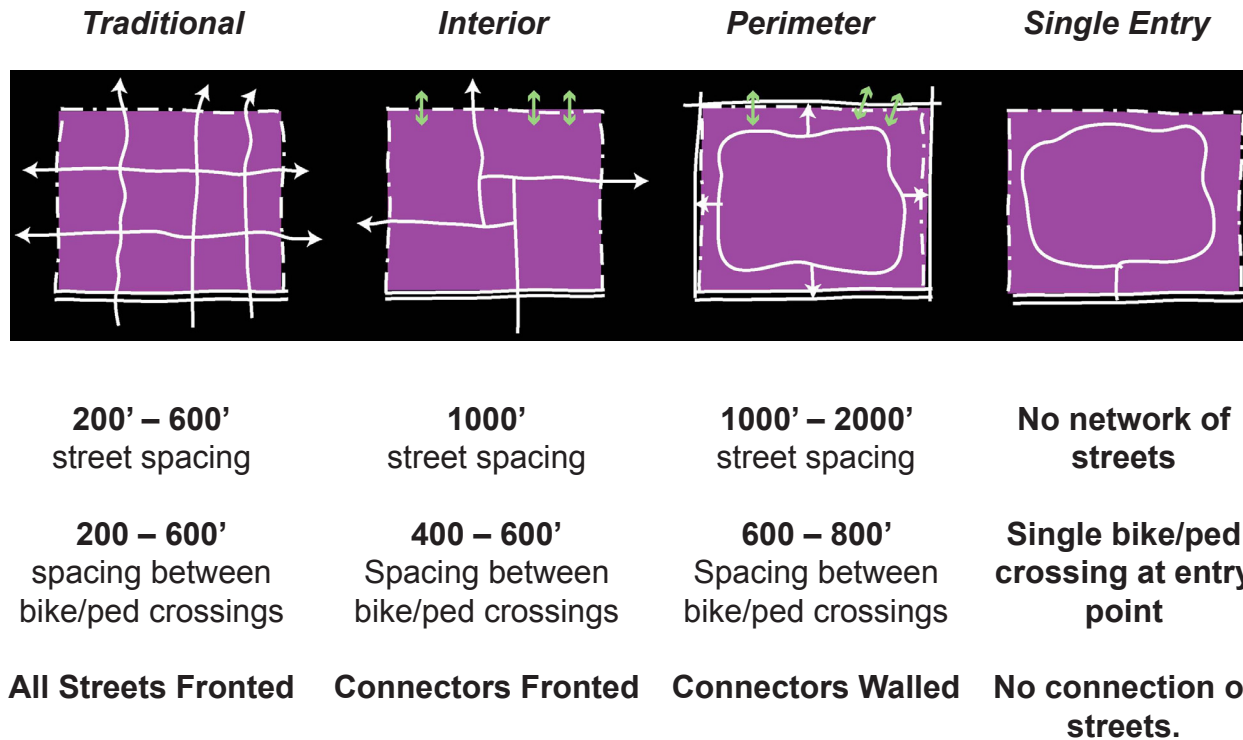 Traditional
Interior
Perimeter
Single Entry
200’ – 600’
street spacing
1000’
street spacing
1000’ – 2000’
street spacing
No network of
streets
200 – 600’
spacing between
bike/ped crossings
400 – 600’
Spacing between
bike/ped crossings
600 – 800’
Spacing between
bike/ped crossings
Single bike/ped
crossing at entry
point
All Streets Fronted
Connectors Fronted
Connectors Walled
No connection o
streets.